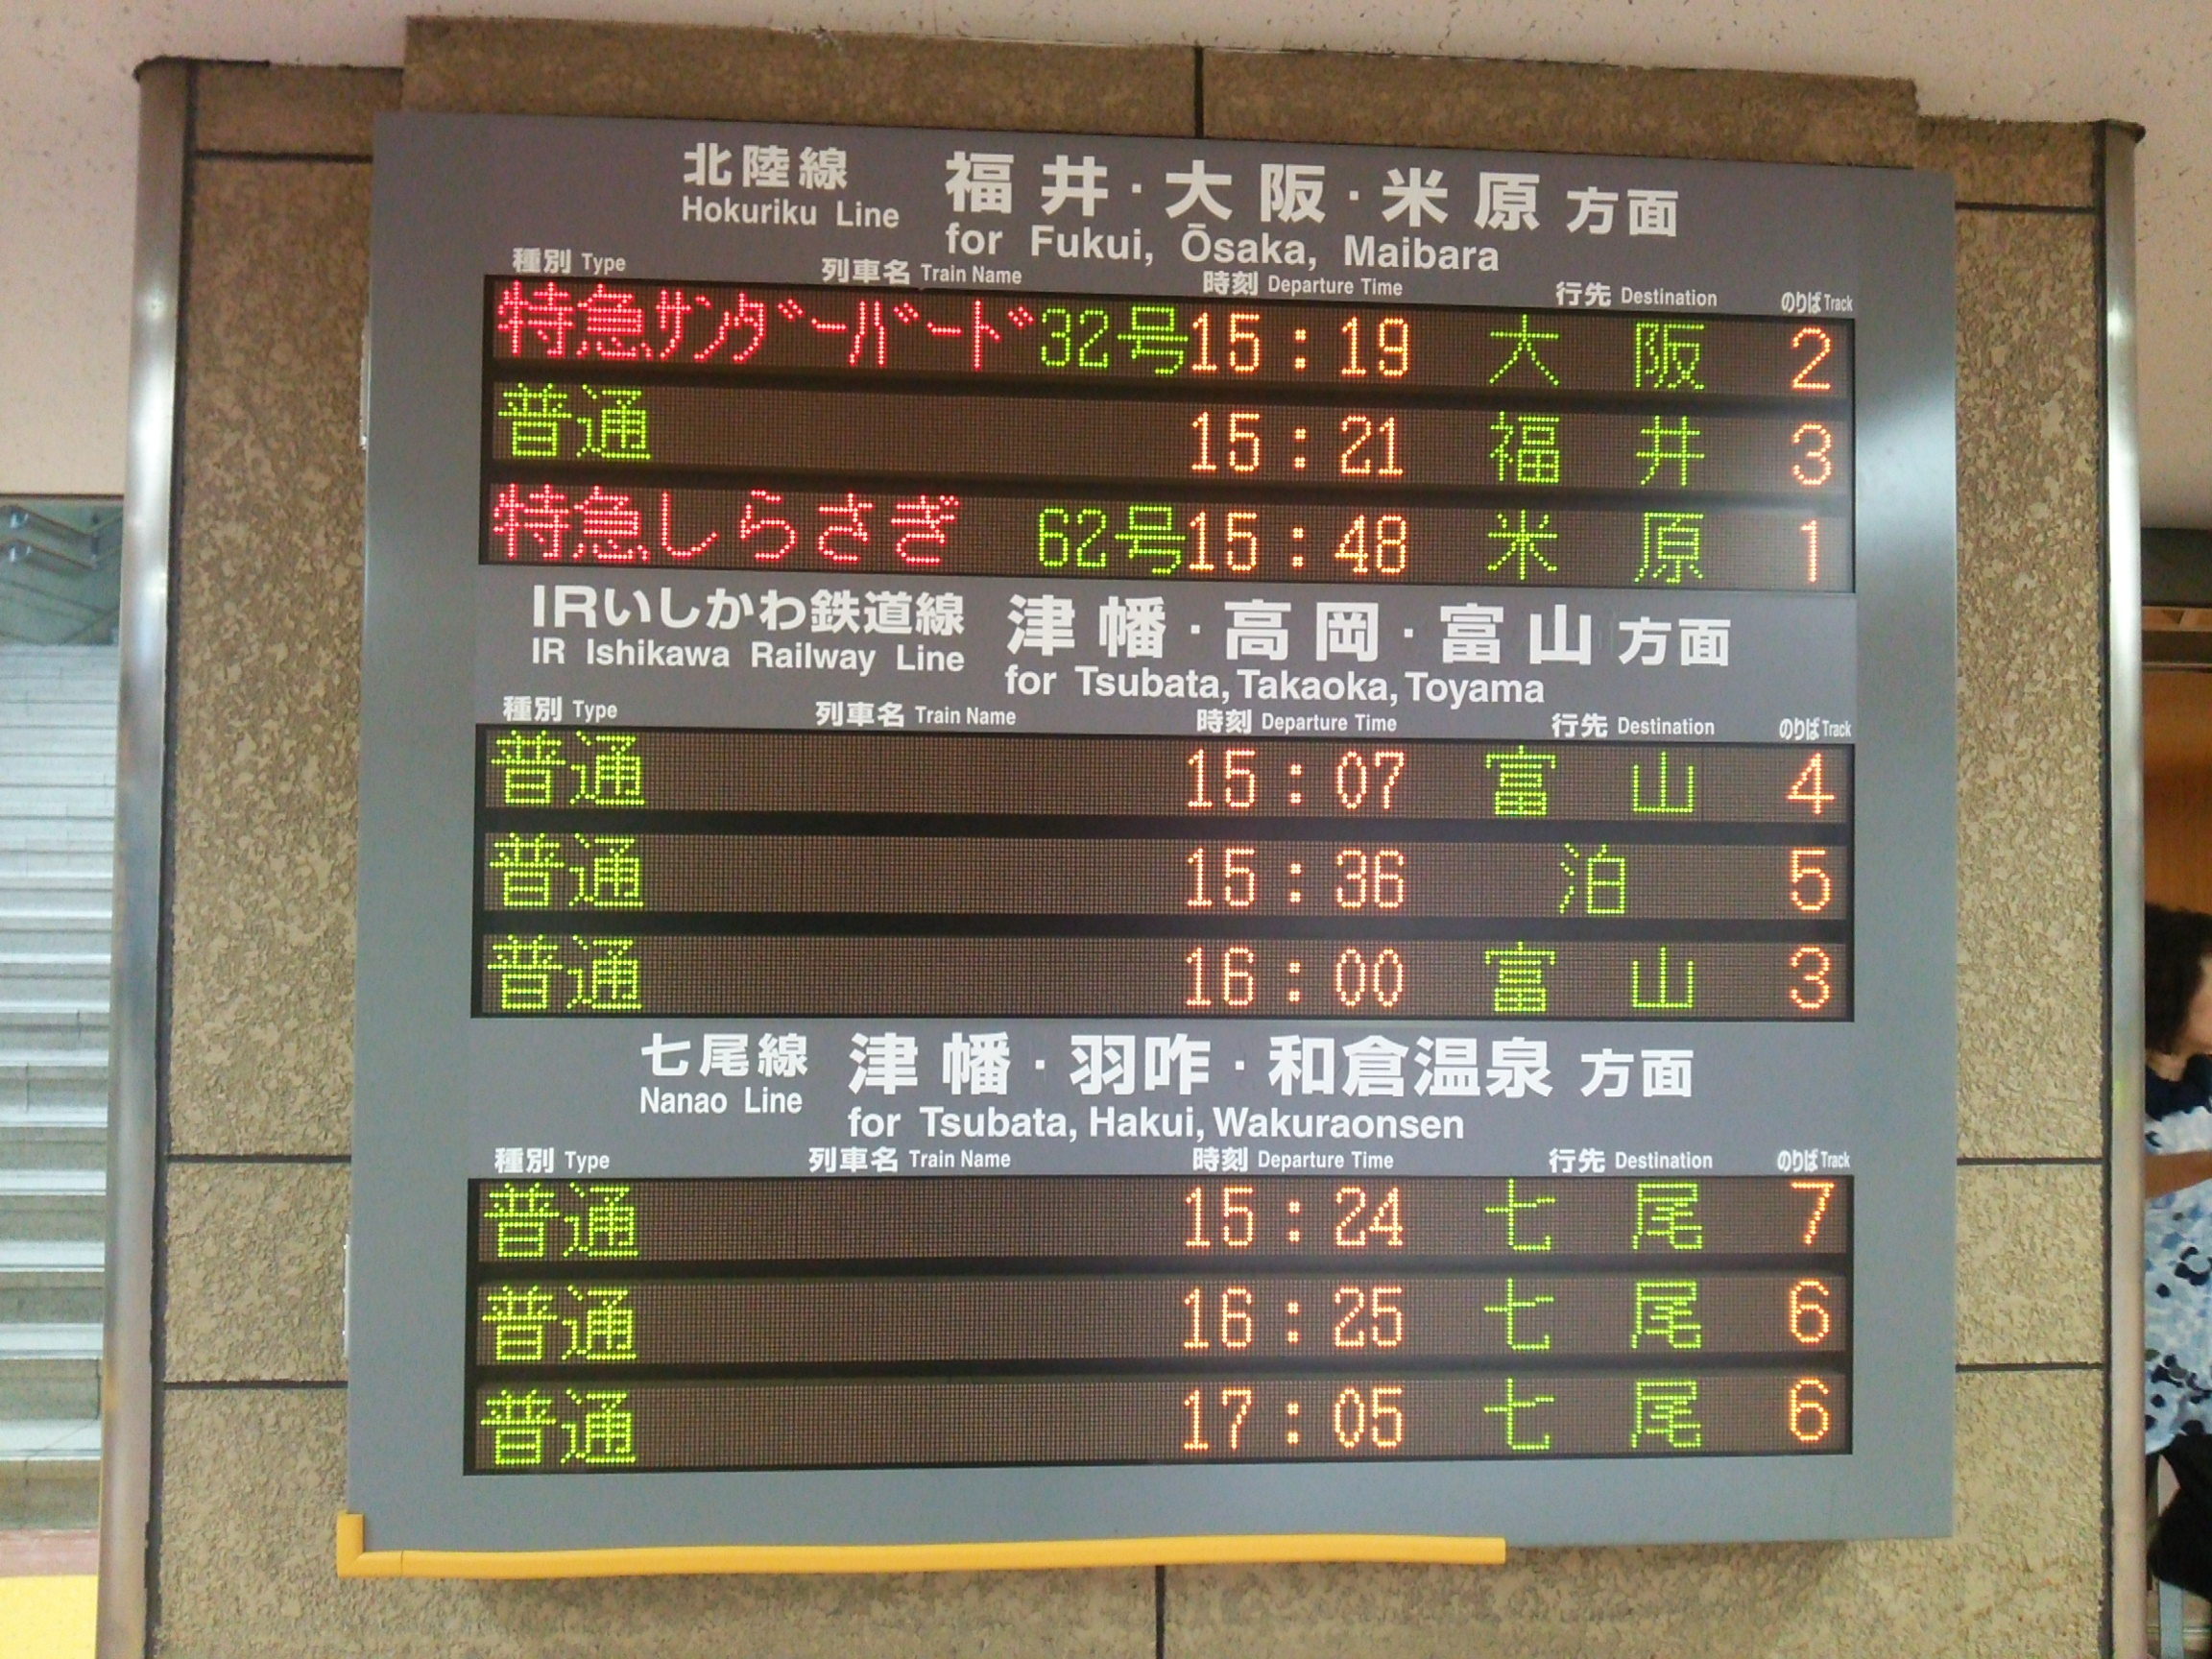 北陸線 福井・大阪・米原 方面
Hokuriku Line for Fukui, Ōsaka, Maibara
種別 Type 列車名 Train Name 時刻 Departure Time 行先 Destination のりば Track
特急 ｻﾝﾀﾞｰﾊﾞｰﾄﾞ 32号 15:19 大阪 2
普通 15:21 福井 3
特急 しらさぎ 62号 15:48 米原 1
IRいしかわ鉄道線 津幡・高岡・富山 方面
IR Ishikawa Railway Line for Tsubata, Takaoka, Toyama
種別 Type 列車名 Train Name 時刻 Departure Time 行先 Destination のりば Track
普通 15:07 富山 4
普通 15:36 泊 5
普通 16:00 富山 3
七尾線 津幡・羽咋・和倉温泉 方面
Nanao Line for Tsubata, Hakui, Wakuraonsen
種別 Type 列車名 Train Name 時刻 Departure Time 行先 Destination のりば Track
普通 15:24 七尾 7
普通 16:25 七尾 6
普通 17:05 七尾 6